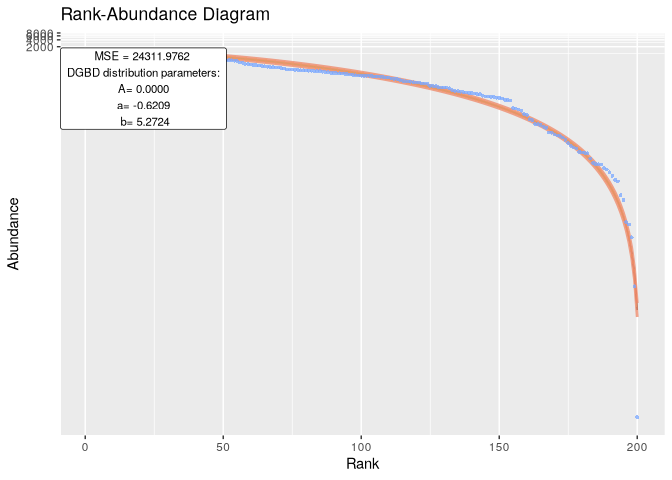 Rank-Abundance Diagram
8000
2000
MSE = 24311.9762
DGBD distribution parameters:
A= 0.0000
a= -0.6209
b= 5.2724
Abundance
0 50 100 150 200
Rank